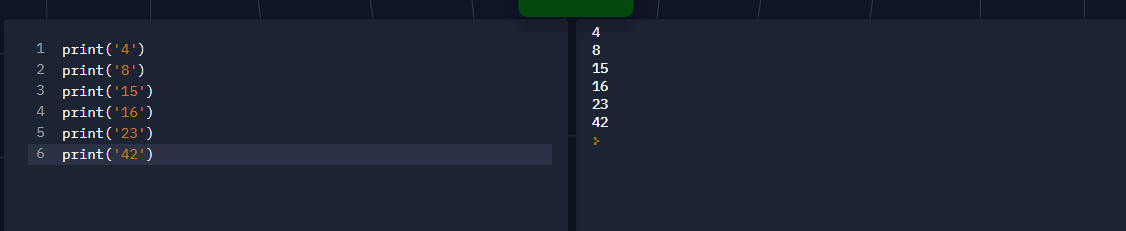 1 print('4')
2 print('8')
3 print('15')
4 print('16')
5 print('23')
6 print('42')
4
8
15
16
23
42
>